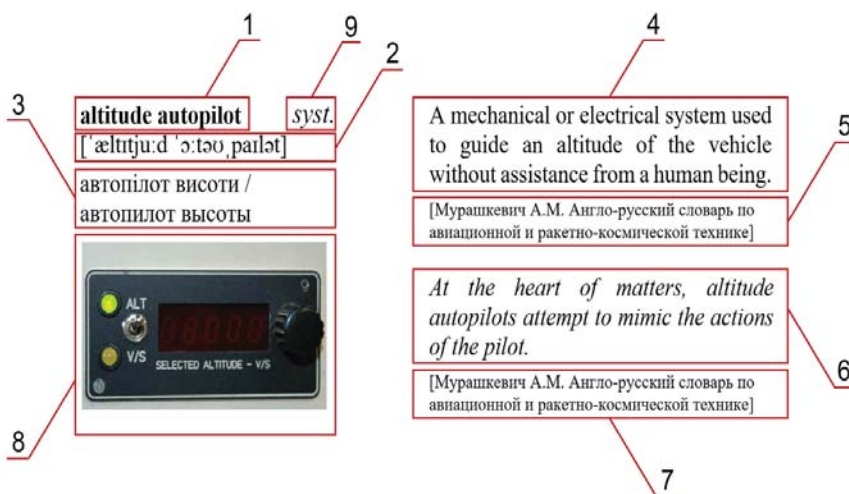 1
9
2
4
3
5
altitude autopilot syst.
[ˈæltɪtjuːd ˈɔːtəʊˌpaɪlət]
автопілот висоти /
автопилот высоты
ALT
V/S
08000
SELECTED ALTITUDE – V/S
8
A mechanical or electrical system used
to guide an altitude of the vehicle
without assistance from a human being.
[Мурашкевич А.М. Англо-русский словарь по
авиационной и ракетно-космической технике]
At the heart of matters, altitude
autopilots attempt to mimic the actions
of the pilot.
6
[Мурашкевич А.М. Англо-русский словарь по
авиационной и ракетно-космической технике]
7